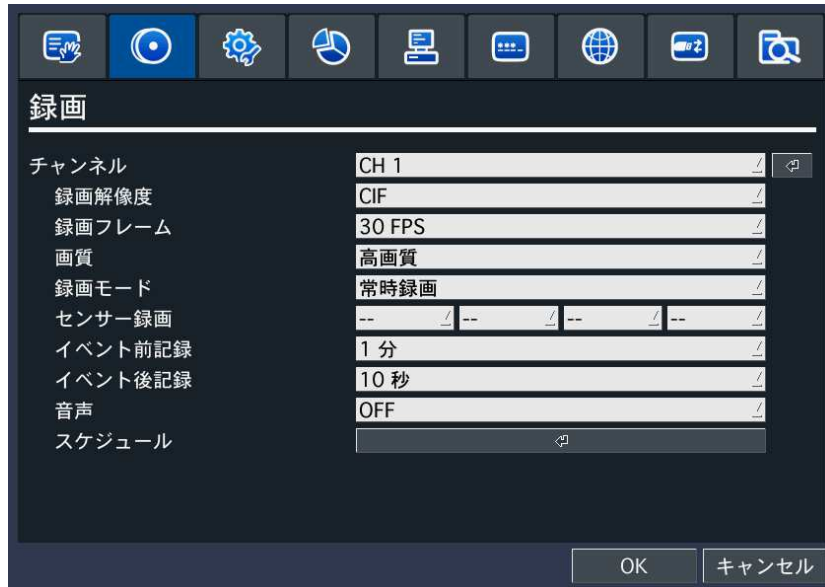 録画
チャンネル CH 1
録画解像度 CIF
録画フレーム 30 FPS
画質 高画質
録画モード 常時録画
センサー録画 -- -- -- --
イベント前記録 1 分
イベント後記録 10 秒
音声 OFF
スケジュール
OK キャンセル